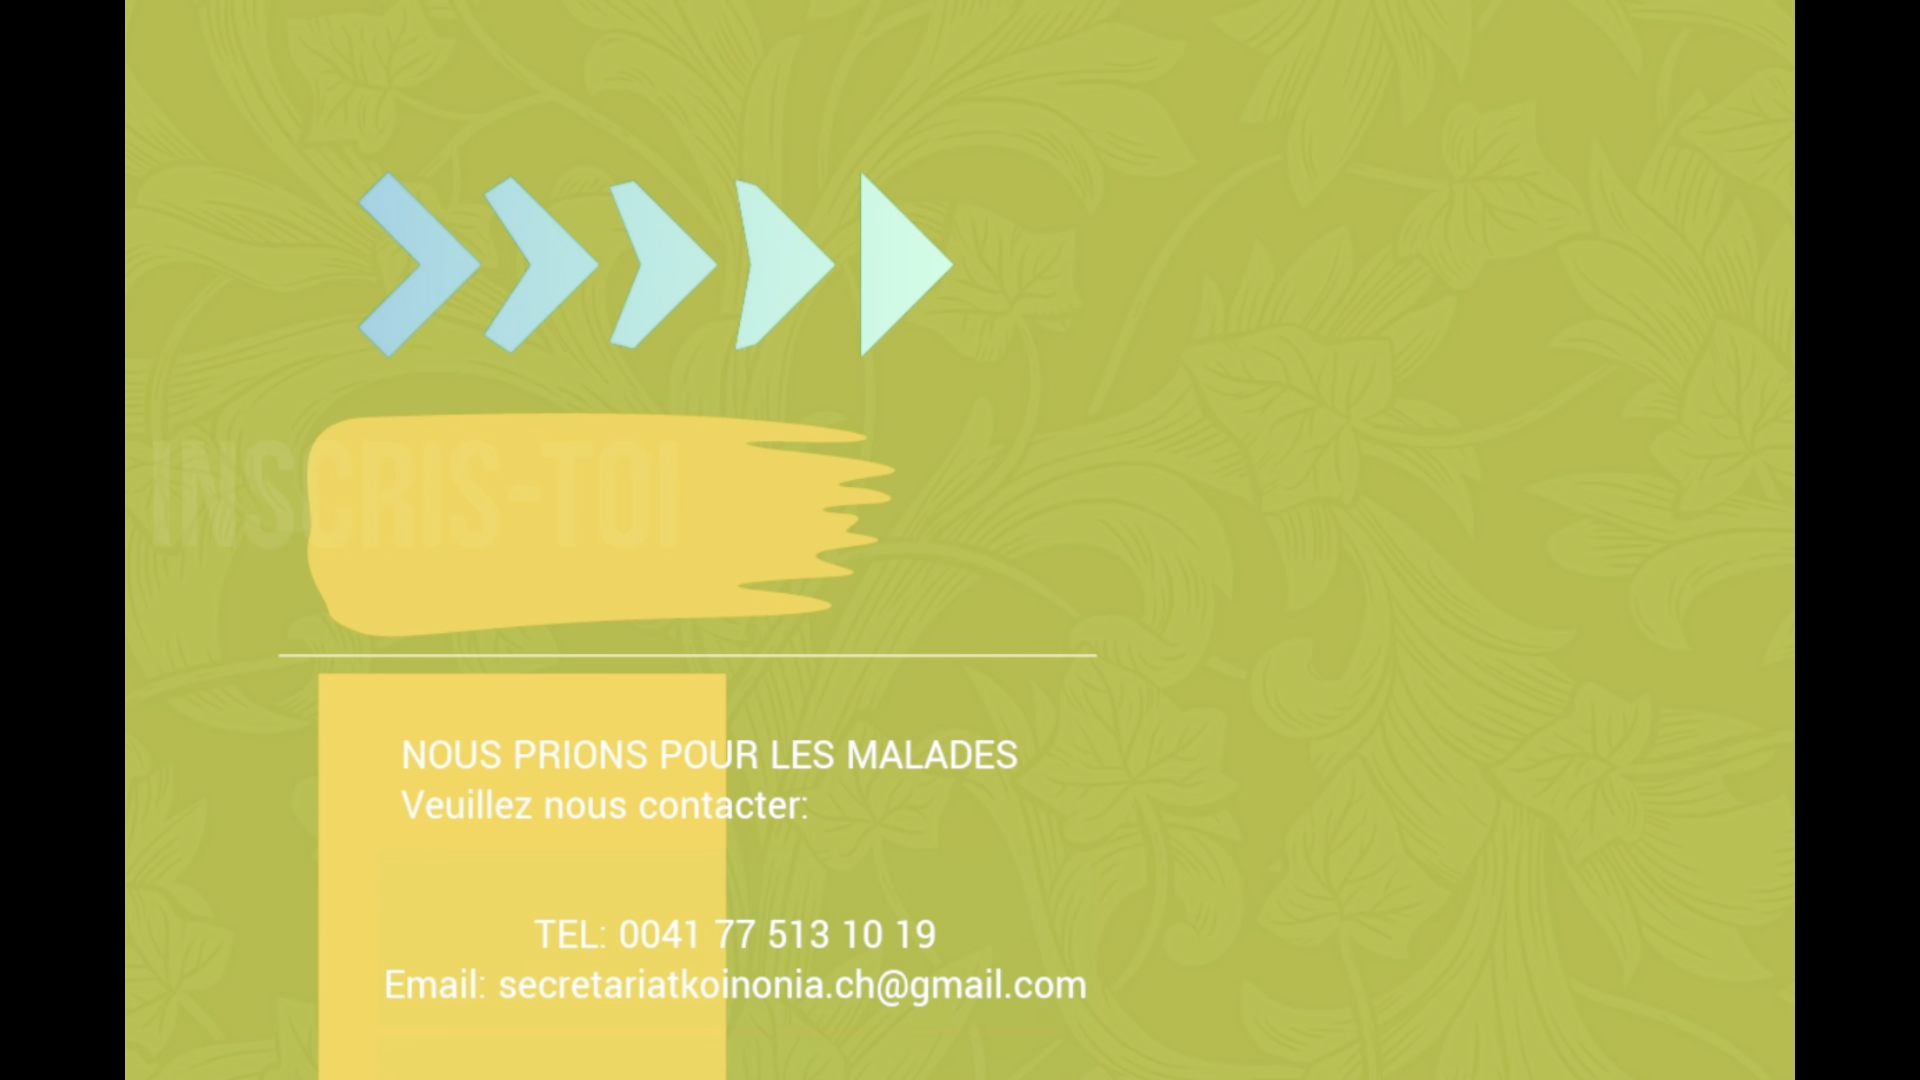 INSCRIS-TOI
NOUS PRIONS POUR LES MALADES
Veuillez nous contacter:
TEL: 0041 77 513 10 19
Email: secretariatkoinonia.ch@gmail.com